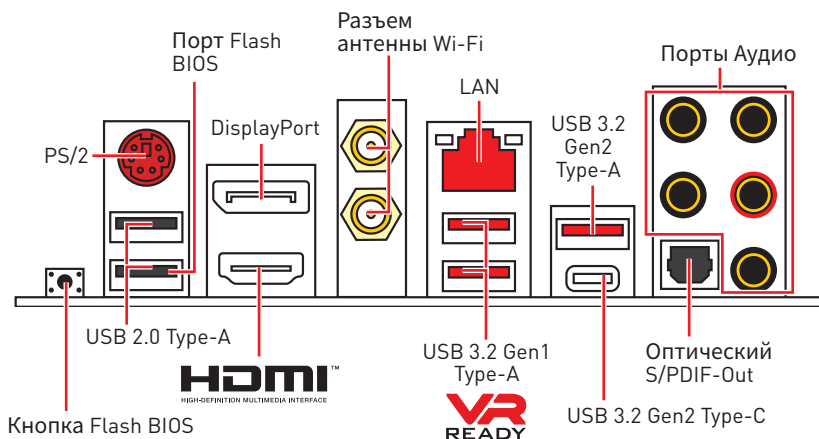 Разъем
антенны Wi-Fi
Порт Flash
BIOS
Порты Аудио
LAN
DisplayPort
USB 3.2
Gen2
Type-A
PS/2
USB 2.0 Type-A
USB 3.2 Gen1
Type-A
Оптический
S/PDIF-Out
HDMI™
HIGH-DEFINITION MULTIMEDIA INTERFACE
VR
READY
USB 3.2 Gen2 Type-C
Кнопка Flash BIOS